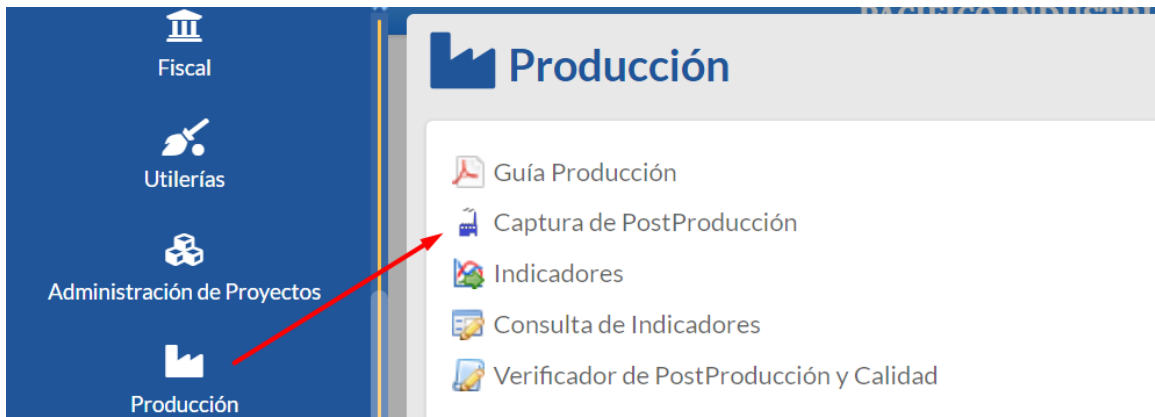 Fiscal
Utilerías
Administración de Proyectos
Producción
Producción
Guía Producción
Captura de PostProducción
Indicadores
Consulta de Indicadores
Verificador de PostProducción y Calidad